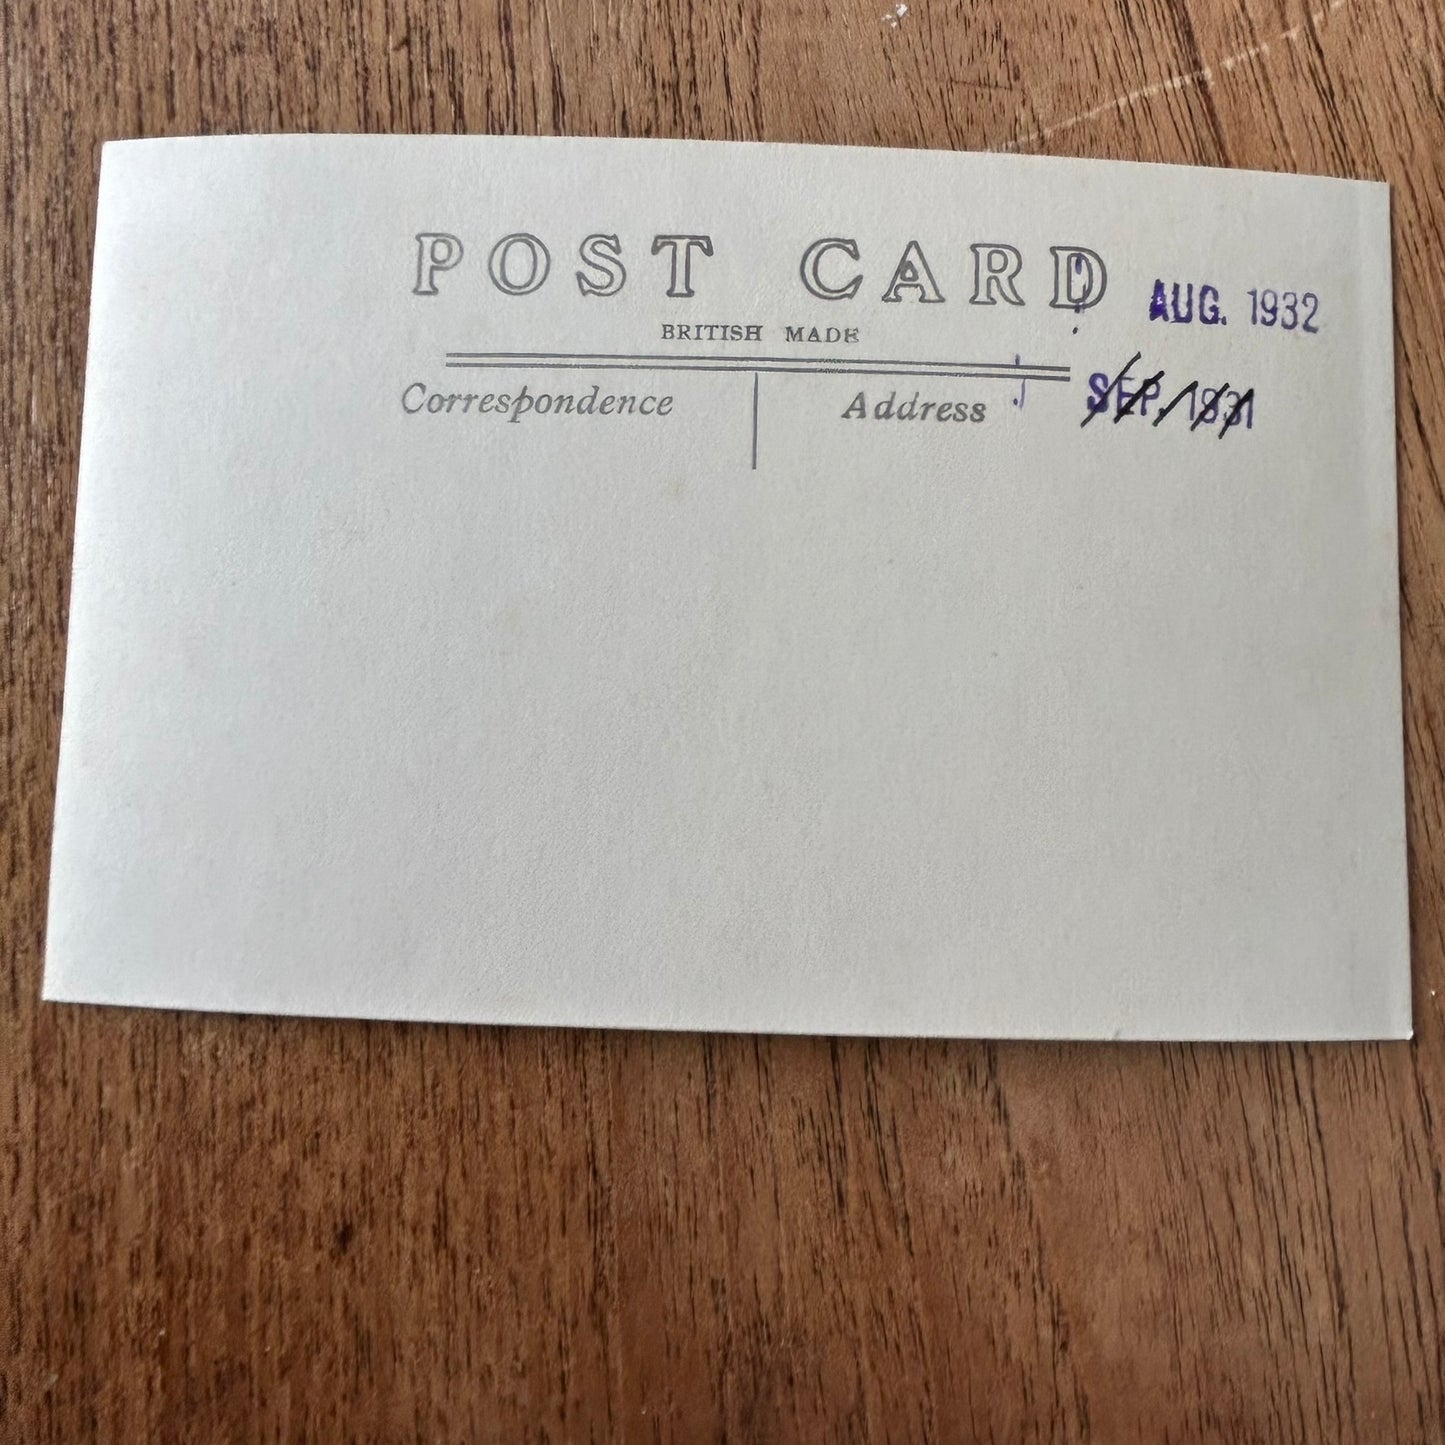 POST CARD
AUG. 1932
BRITISH MADE
Correspondence
Address
SEP. 1931